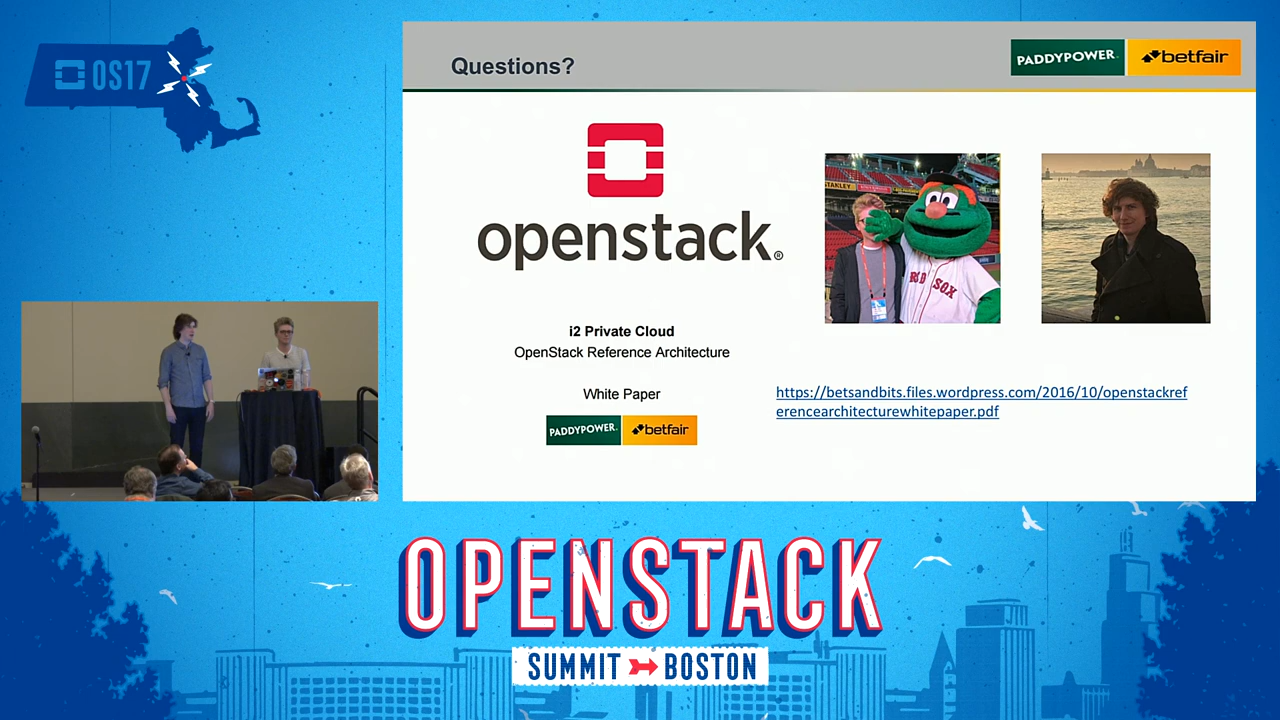 OS17
Questions?
PADDYPOWER.
betfair
openstack.®
STANLEY
RED SOX
i2 Private Cloud
OpenStack Reference Architecture
White Paper
PADDYPOWER.
betfair
https://betsandbits.files.wordpress.com/2016/10/openstackref
erencearchitecturewhitepaper.pdf
OPENSTACK
SUMMIT BOSTON